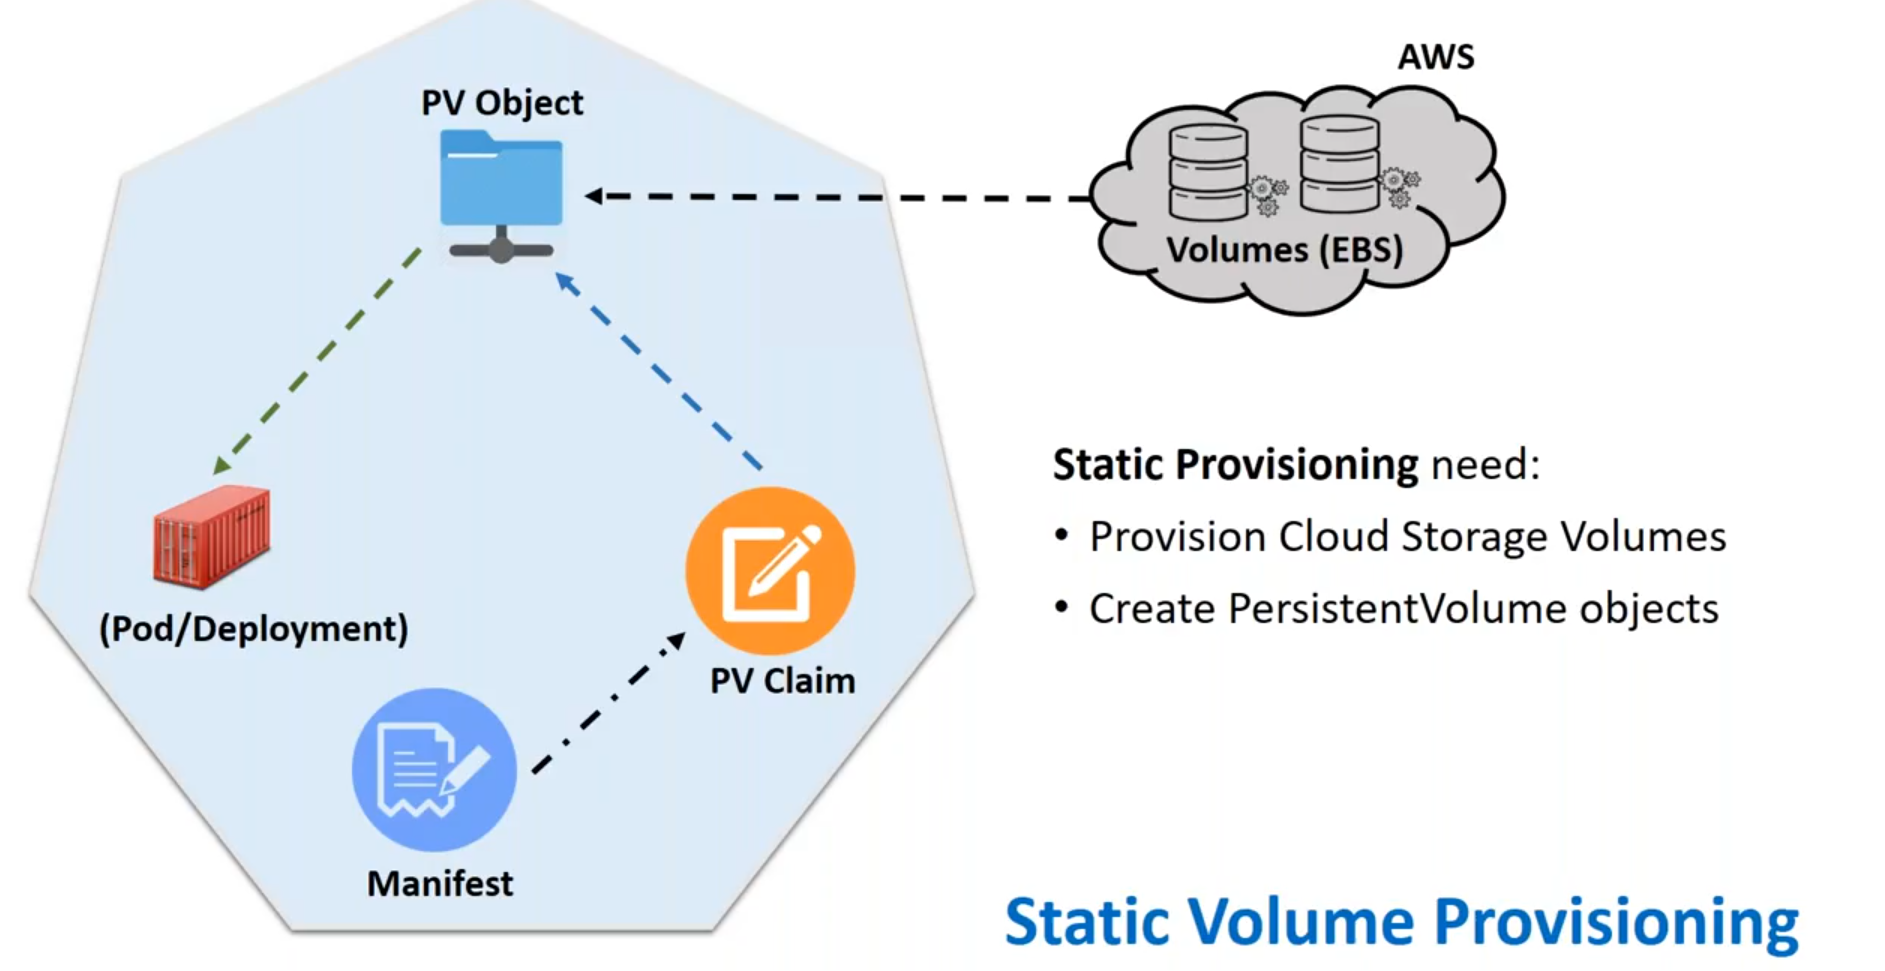 AWS
PV Object
Volumes (EBS)
Static Provisioning need:
• Provision Cloud Storage Volumes
• Create PersistentVolume objects
(Pod/Deployment)
PV Claim
Manifest
Static Volume Provisioning